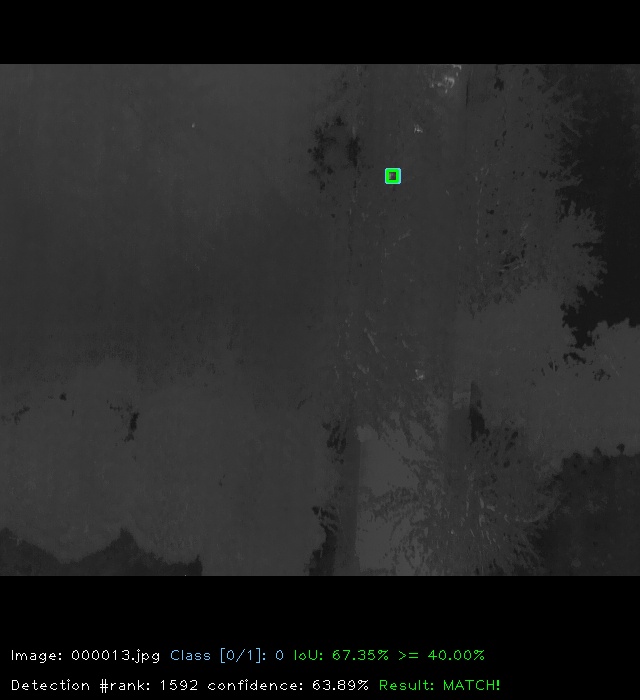 Image: 000013.jpg Class [0/1]: 0 IoU: 67.35% >= 40.00%
Detection #rank: 1592 confidence: 63.89% Result: MATCH!